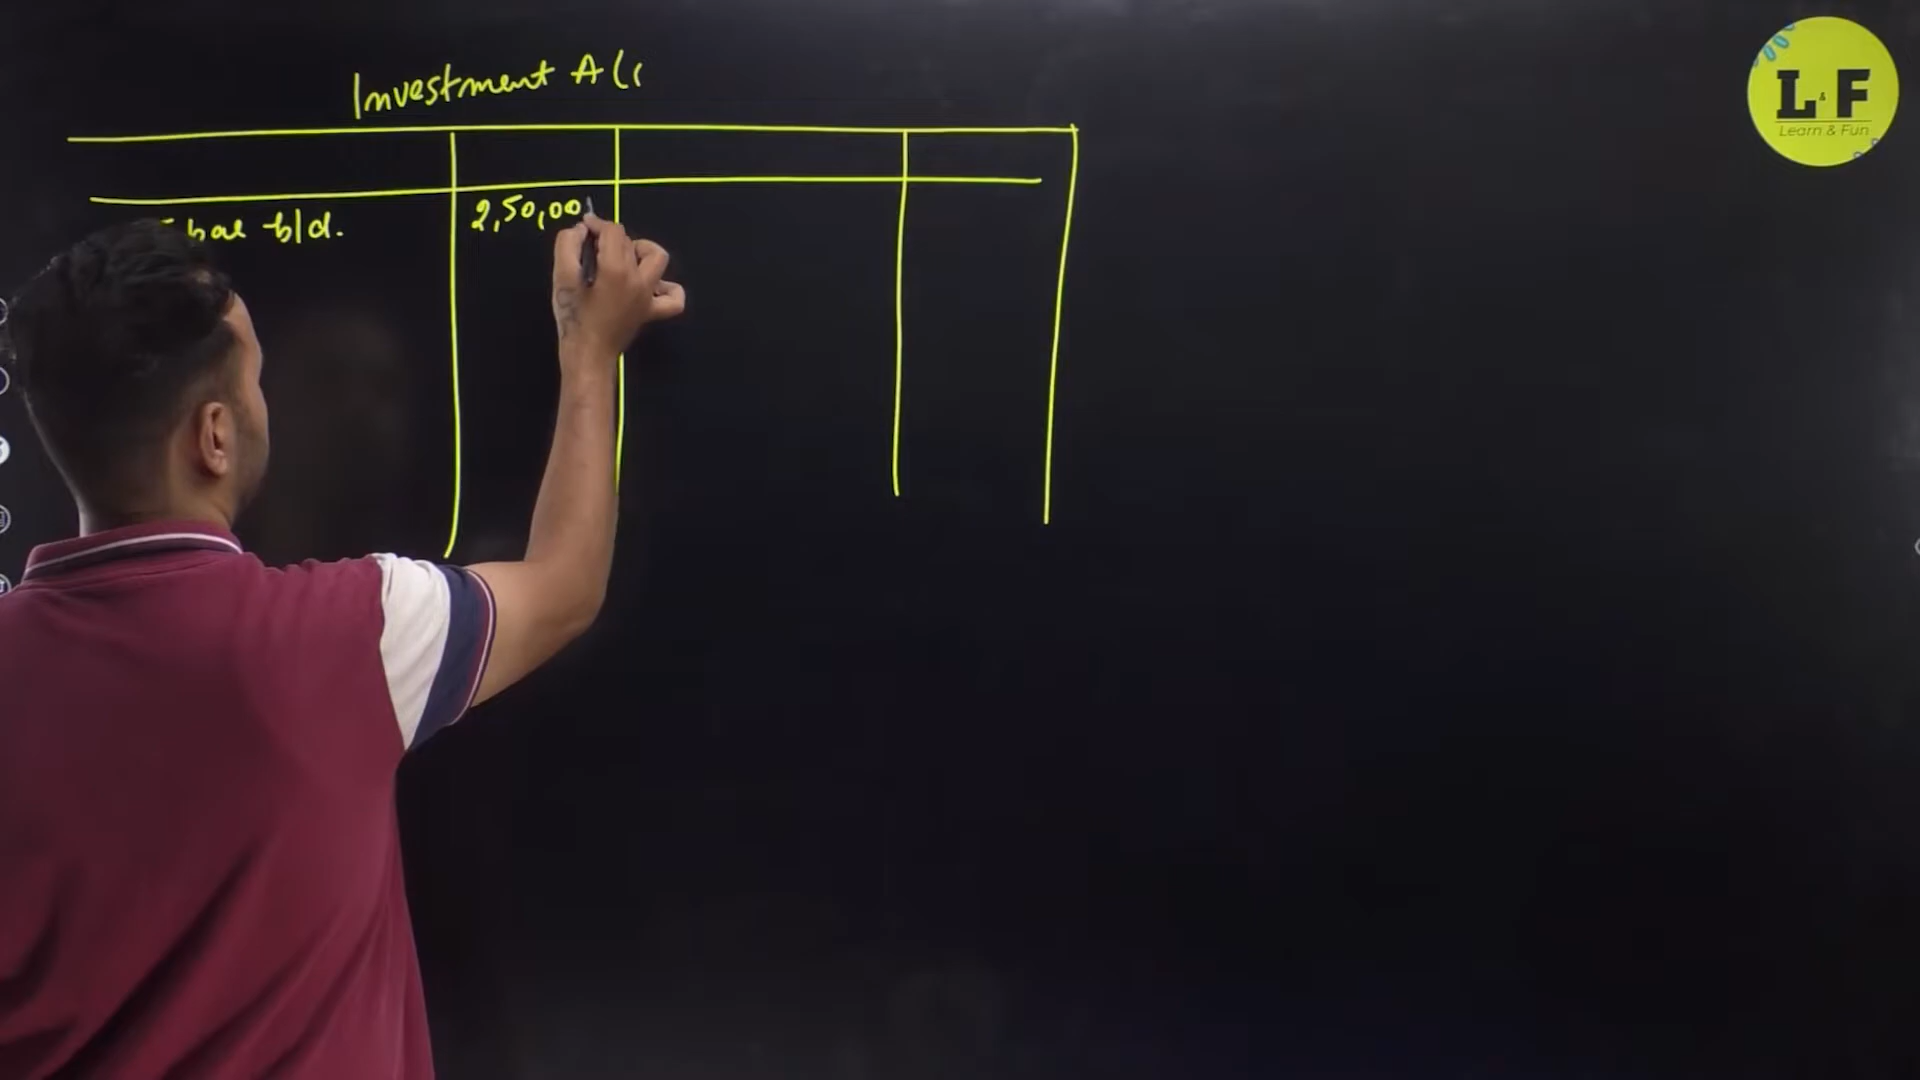 Investment A/c
bal b/d.
2,50,00
L&F
Learn & Fun